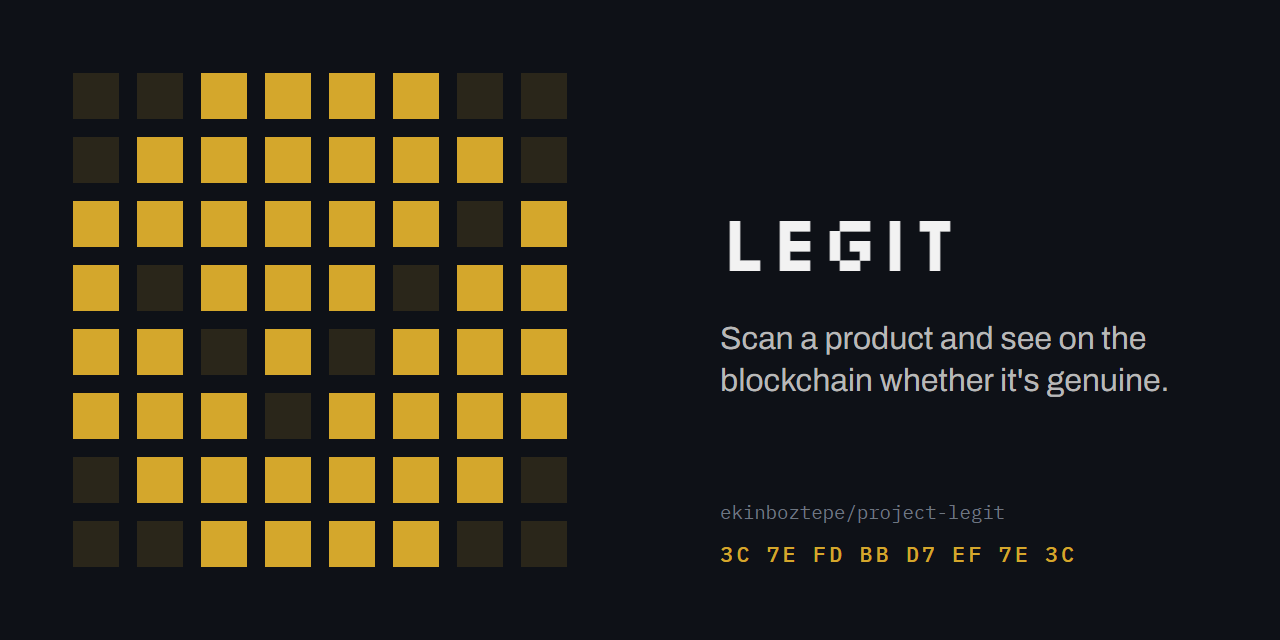 LEGIT
Scan a product and see on the
blockchain whether it's genuine.
ekinboztepe/project-legit
3C 7E FD BB D7 EF 7E 3C